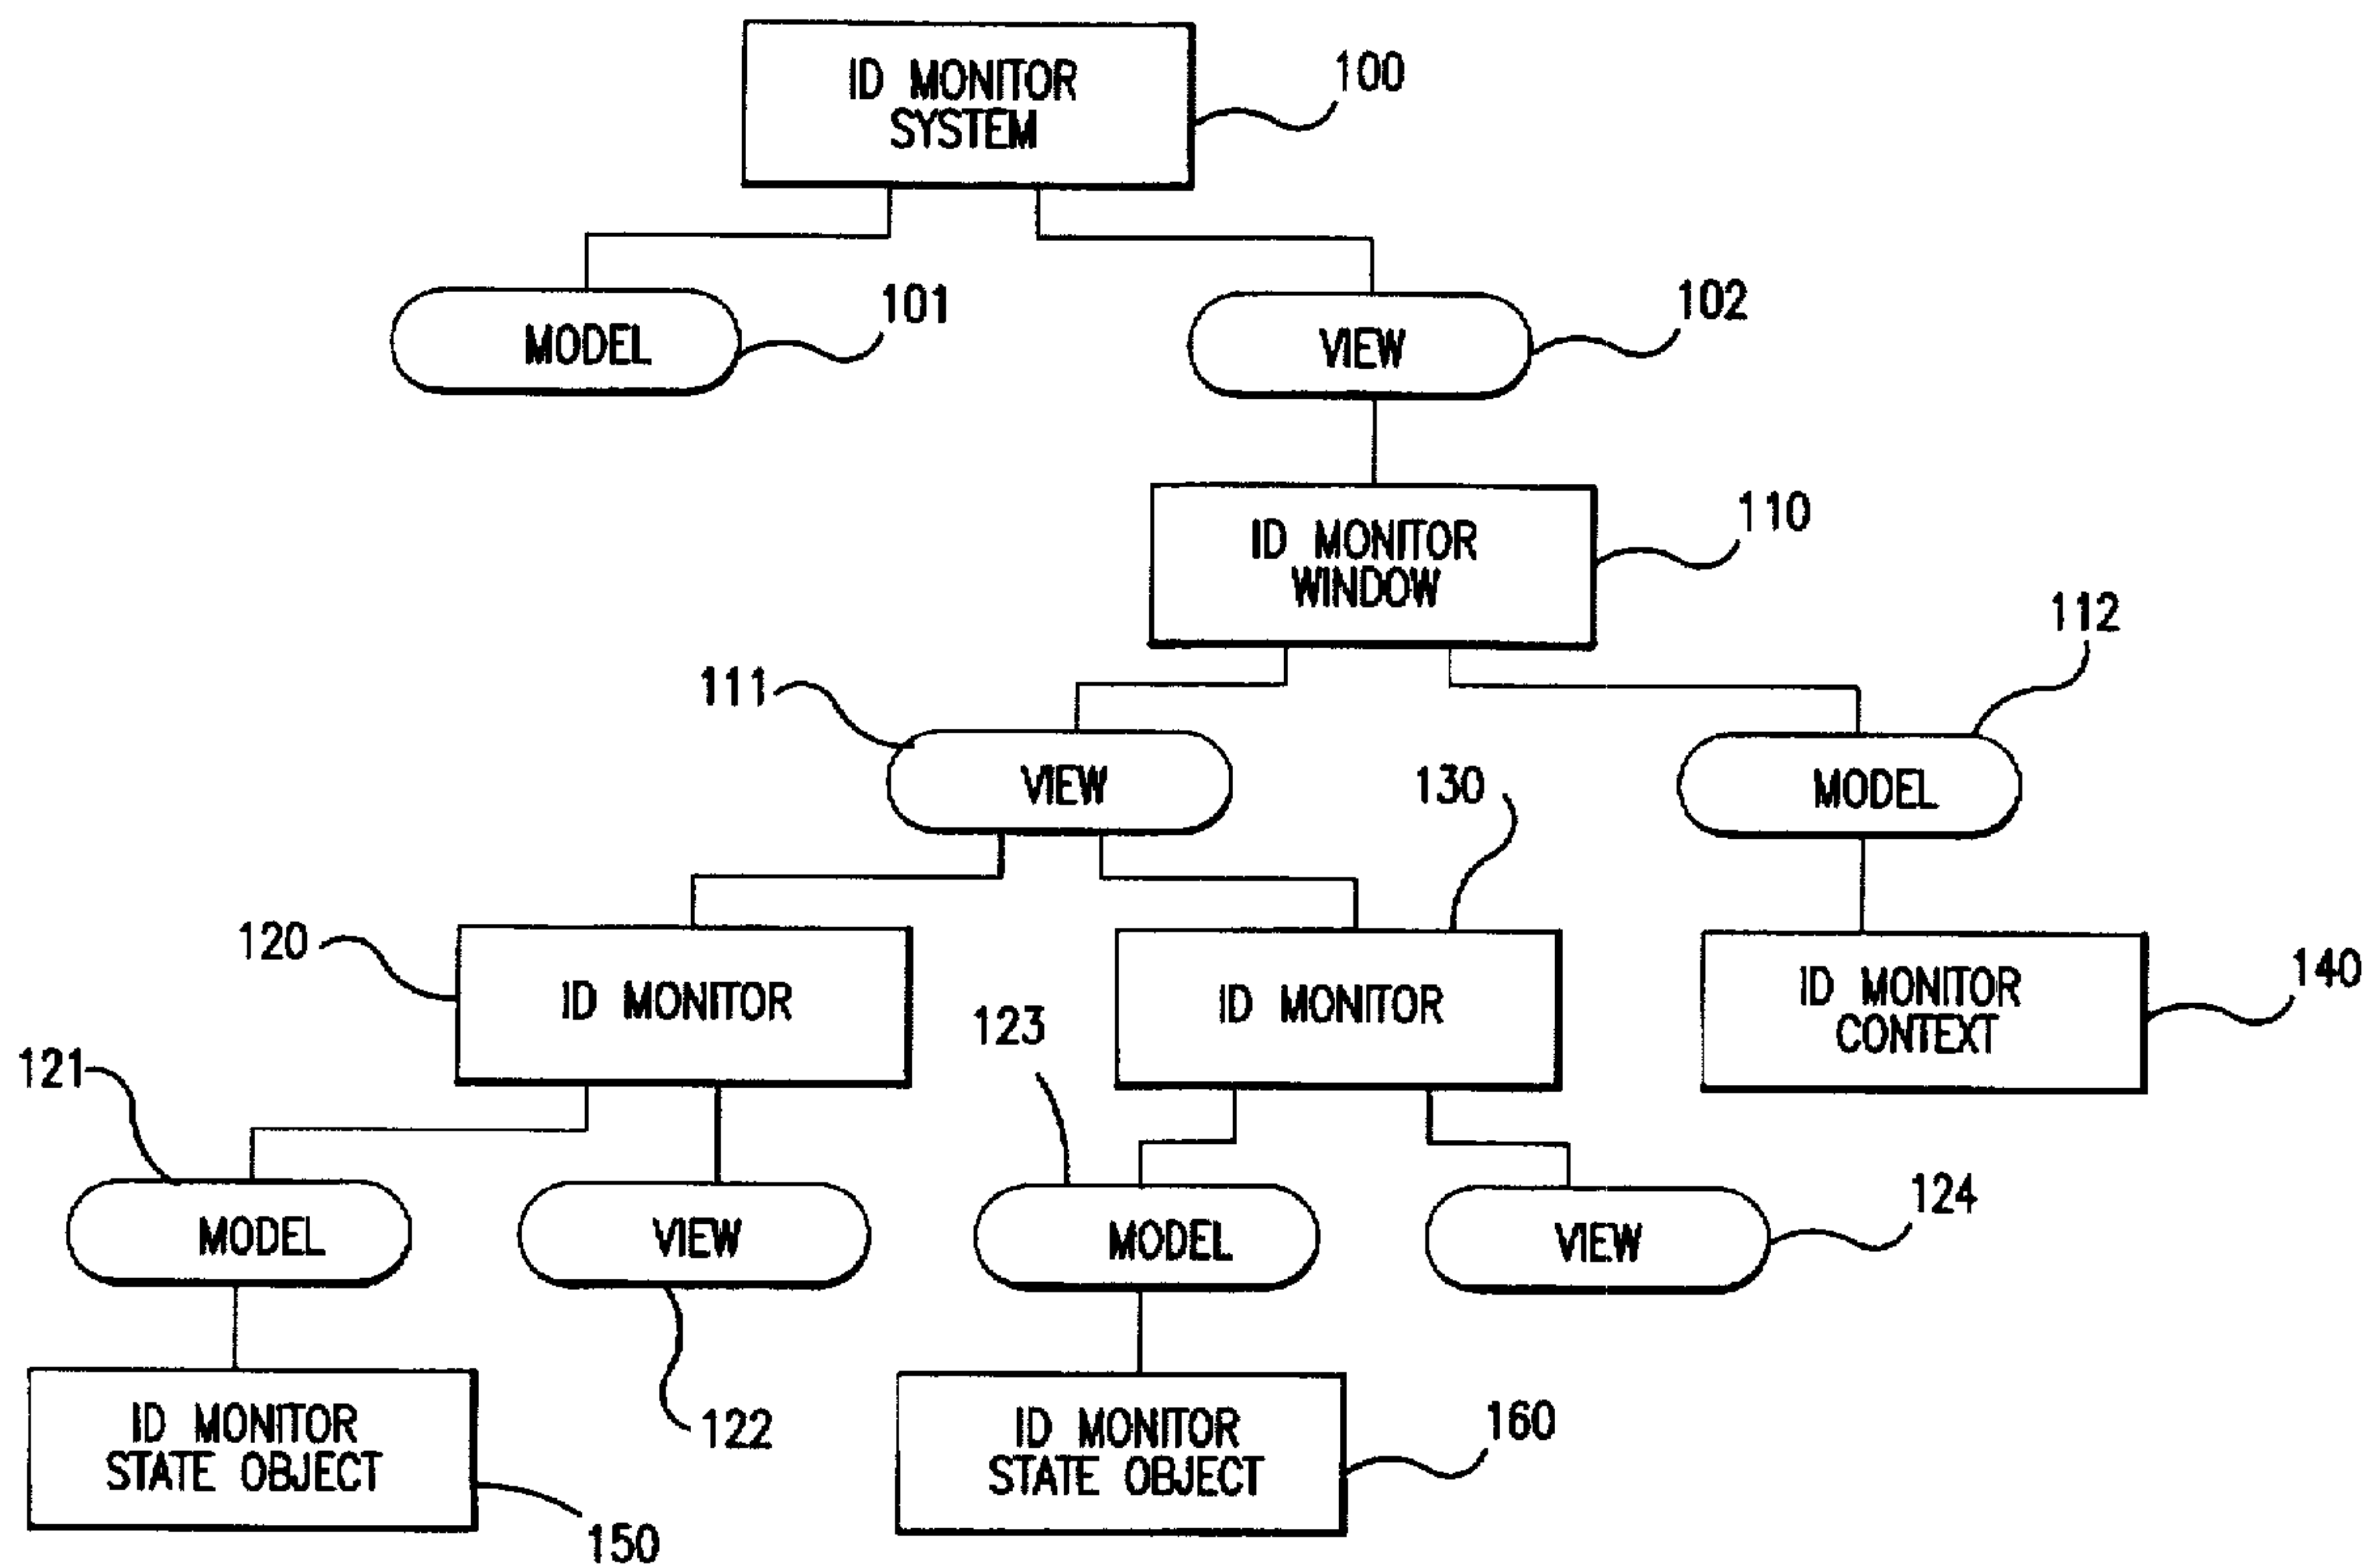 ID MONITOR
SYSTEM
100
MODEL
101
VIEW
102
ID MONITOR
WINDOW
110
111
VIEW
112
MODEL
130
120
ID MONITOR
ID MONITOR
ID MONITOR
CONTEXT
140
121
MODEL
VIEW
122
123
MODEL
VIEW
124
ID MONITOR
STATE OBJECT
150
ID MONITOR
STATE OBJECT
160